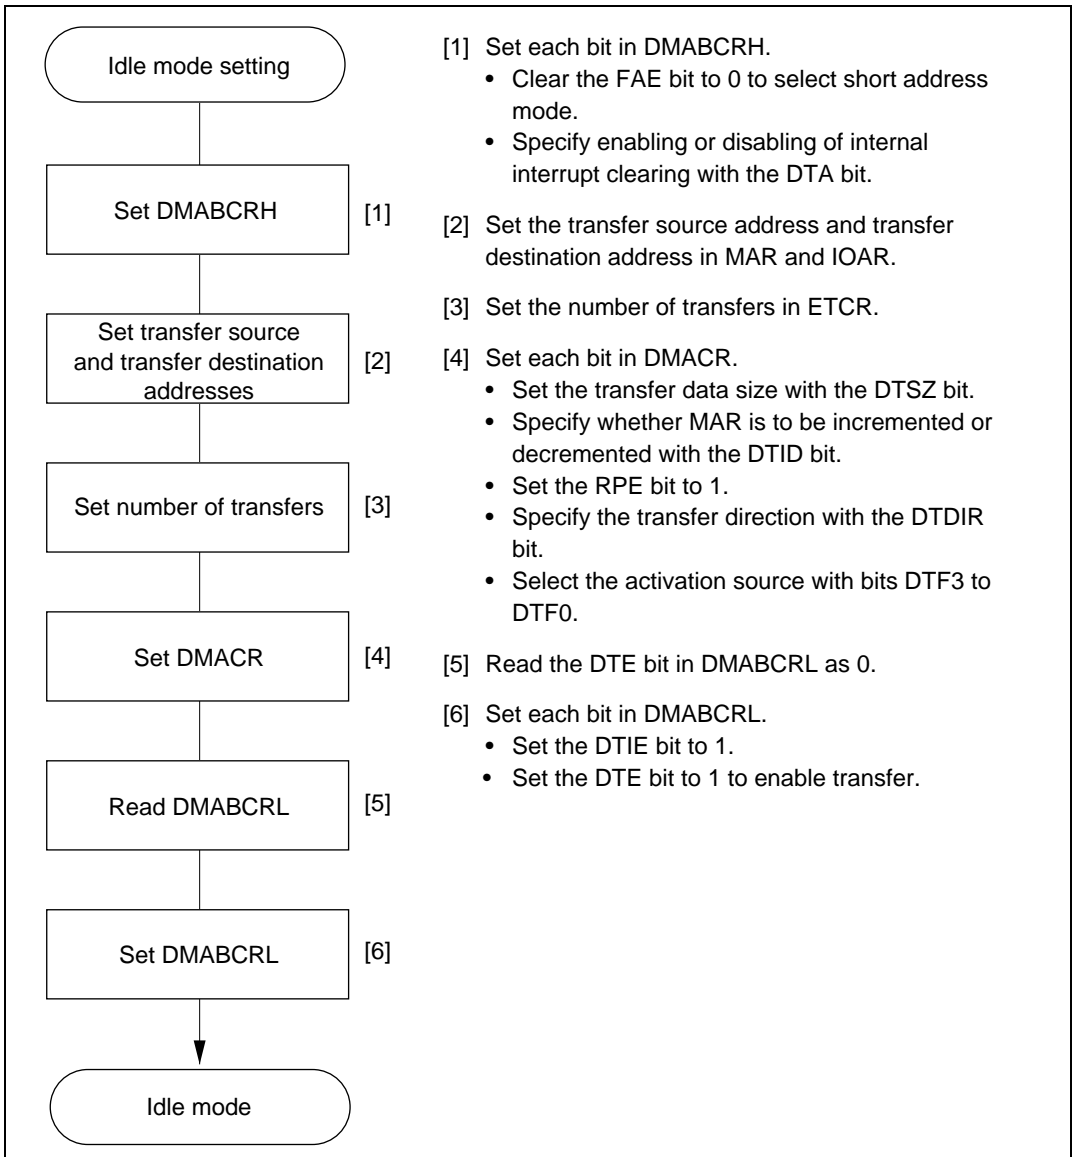 Idle mode setting
Set DMABCRH
[1]
Set transfer source
and transfer destination
addresses
[2]
Set number of transfers
[3]
Set DMACR
[4]
Read DMABCRL
[5]
Set DMABCRL
[6]
Idle mode
[1] Set each bit in DMABCRH.
• Clear the FAE bit to 0 to select short address
mode.
• Specify enabling or disabling of internal
interrupt clearing with the DTA bit.
[2] Set the transfer source address and transfer
destination address in MAR and IOAR.
[3] Set the number of transfers in ETCR.
[4] Set each bit in DMACR.
• Set the transfer data size with the DTSZ bit.
• Specify whether MAR is to be incremented or
decremented with the DTID bit.
• Set the RPE bit to 1.
• Specify the transfer direction with the DTDIR
bit.
• Select the activation source with bits DTF3 to
DTF0.
[5] Read the DTE bit in DMABCRL as 0.
[6] Set each bit in DMABCRL.
• Set the DTIE bit to 1.
• Set the DTE bit to 1 to enable transfer.